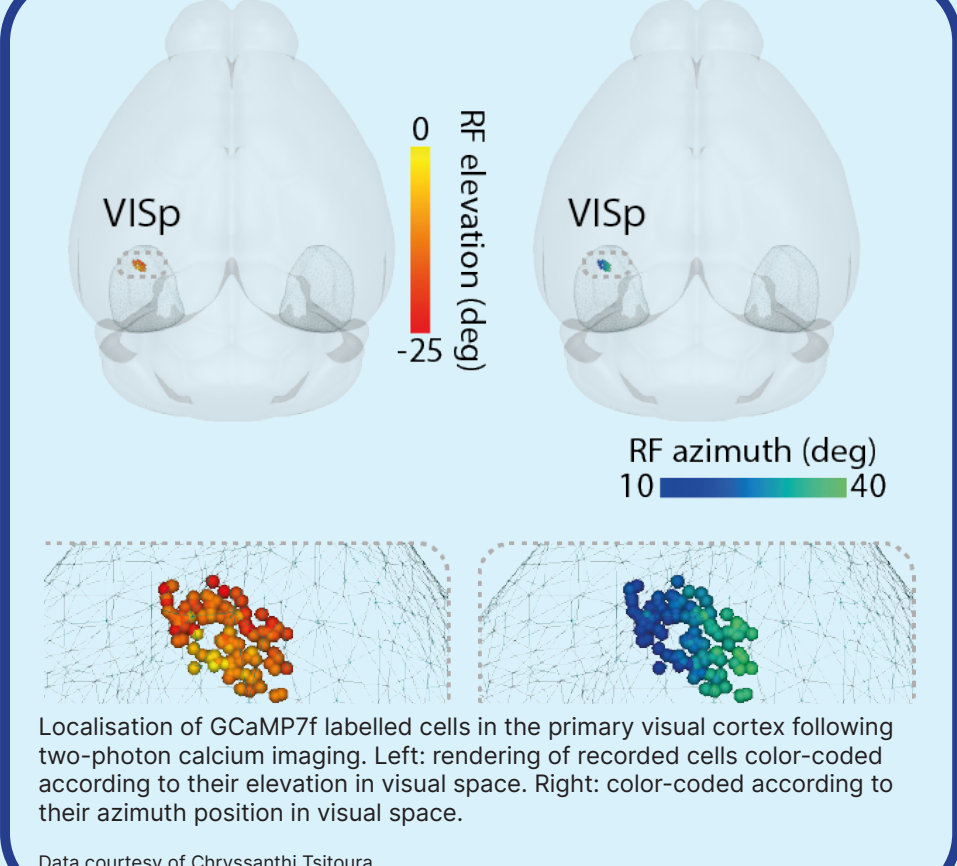 VISp
0
RF elevation (deg)
-25
VISp
RF azimuth (deg)
10 40
Localisation of GCaMP7f labelled cells in the primary visual cortex following
two-photon calcium imaging. Left: rendering of recorded cells color-coded
according to their elevation in visual space. Right: color-coded according to
their azimuth position in visual space.
Data courtesy of Chryssanthi Tsitoura